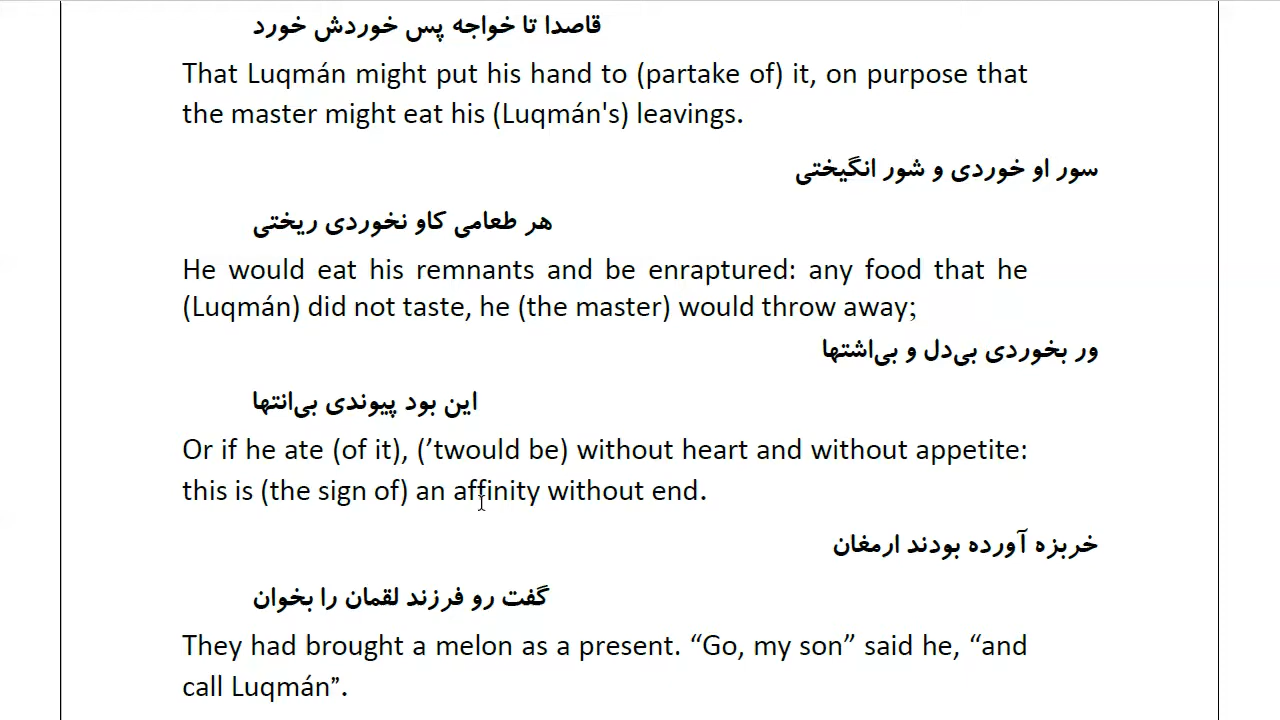 قاصدا تا خواجه پس خوردش خورد
That Luqmán might put his hand to (partake of) it, on purpose that
the master might eat his (Luqmán's) leavings.
سور او خوردی و شور انگیختی
هر طعامی کاو نخوردی ریختی
He would eat his remnants and be enraptured: any food that he
(Luqmán) did not taste, he (the master) would throw away;
ور بخوردی بی‌دل و بی‌اشتها
این بود پیوندی بی‌انتها
Or if he ate (of it), (’twould be) without heart and without appetite:
this is (the sign of) an affinity without end.
خربزه آورده بودند ارمغان
گفت رو فرزند لقمان را بخوان
They had brought a melon as a present. “Go, my son” said he, “and
call Luqmán”.